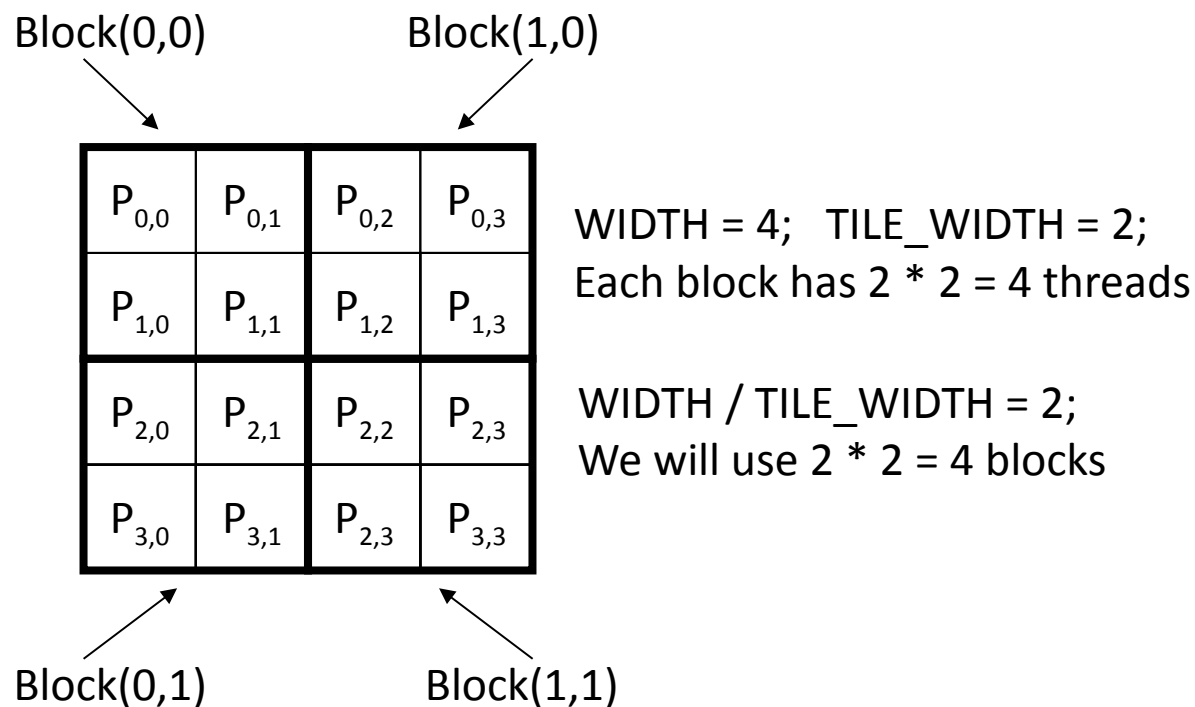 Block(0,0) Block(1,0)
P0,0 P0,1 P0,2 P0,3
P1,0 P1,1 P1,2 P1,3
P2,0 P2,1 P2,2 P2,3
P3,0 P3,1 P2,3 P3,3
WIDTH = 4; TILE_WIDTH = 2;
Each block has 2 * 2 = 4 threads
WIDTH / TILE_WIDTH = 2;
We will use 2 * 2 = 4 blocks
Block(0,1) Block(1,1)